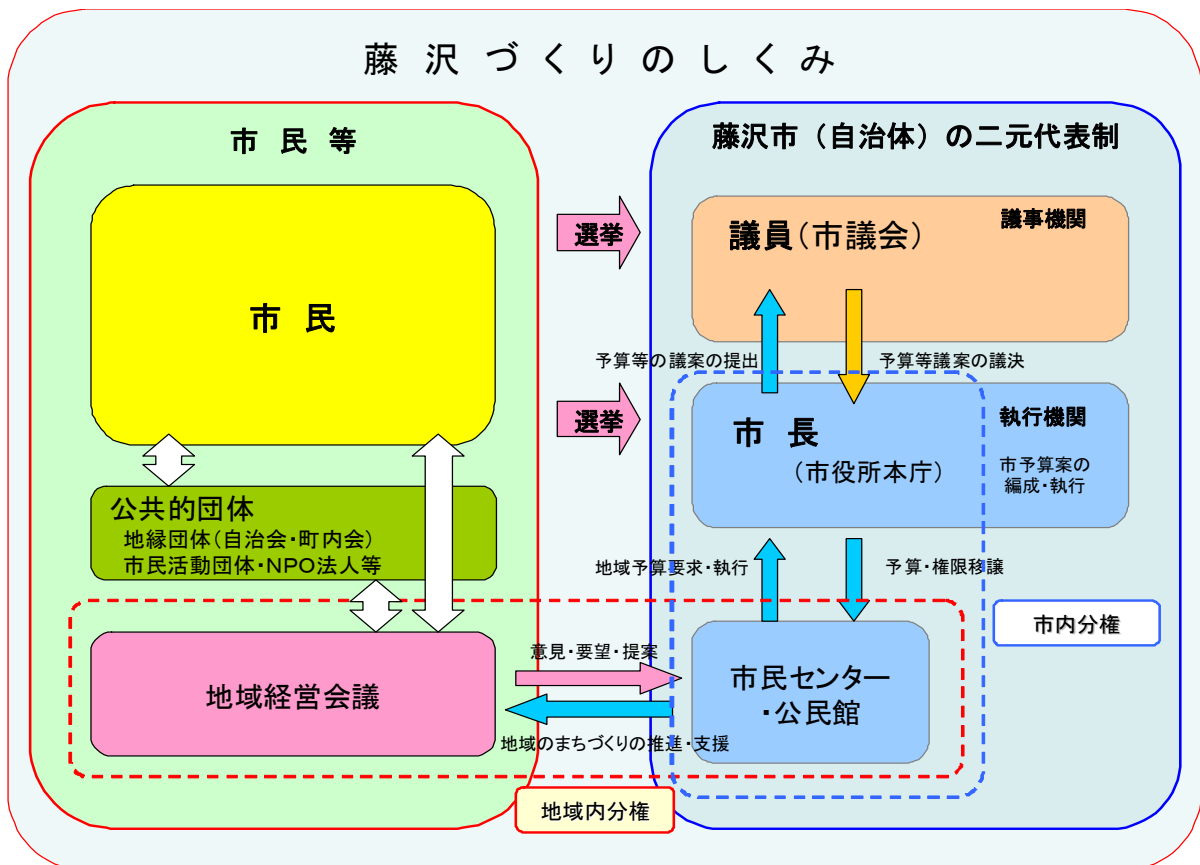 藤沢づくりのしくみ
市民等
市民
公共的団体
地縁団体(自治会・町内会)
市民活動団体・NPO法人等
地域経営会議
選挙
選挙
藤沢市(自治体)の二元代表制
議員(市議会)
議事機関
予算等の議案の提出
予算等議案の議決
市長
(市役所本庁)
執行機関
市予算案の
編成・執行
地域予算要求・執行
予算・権限移譲
市内分権
意見・要望・提案
市民センター
・公民館
地域のまちづくりの推進・支援
地域内分権